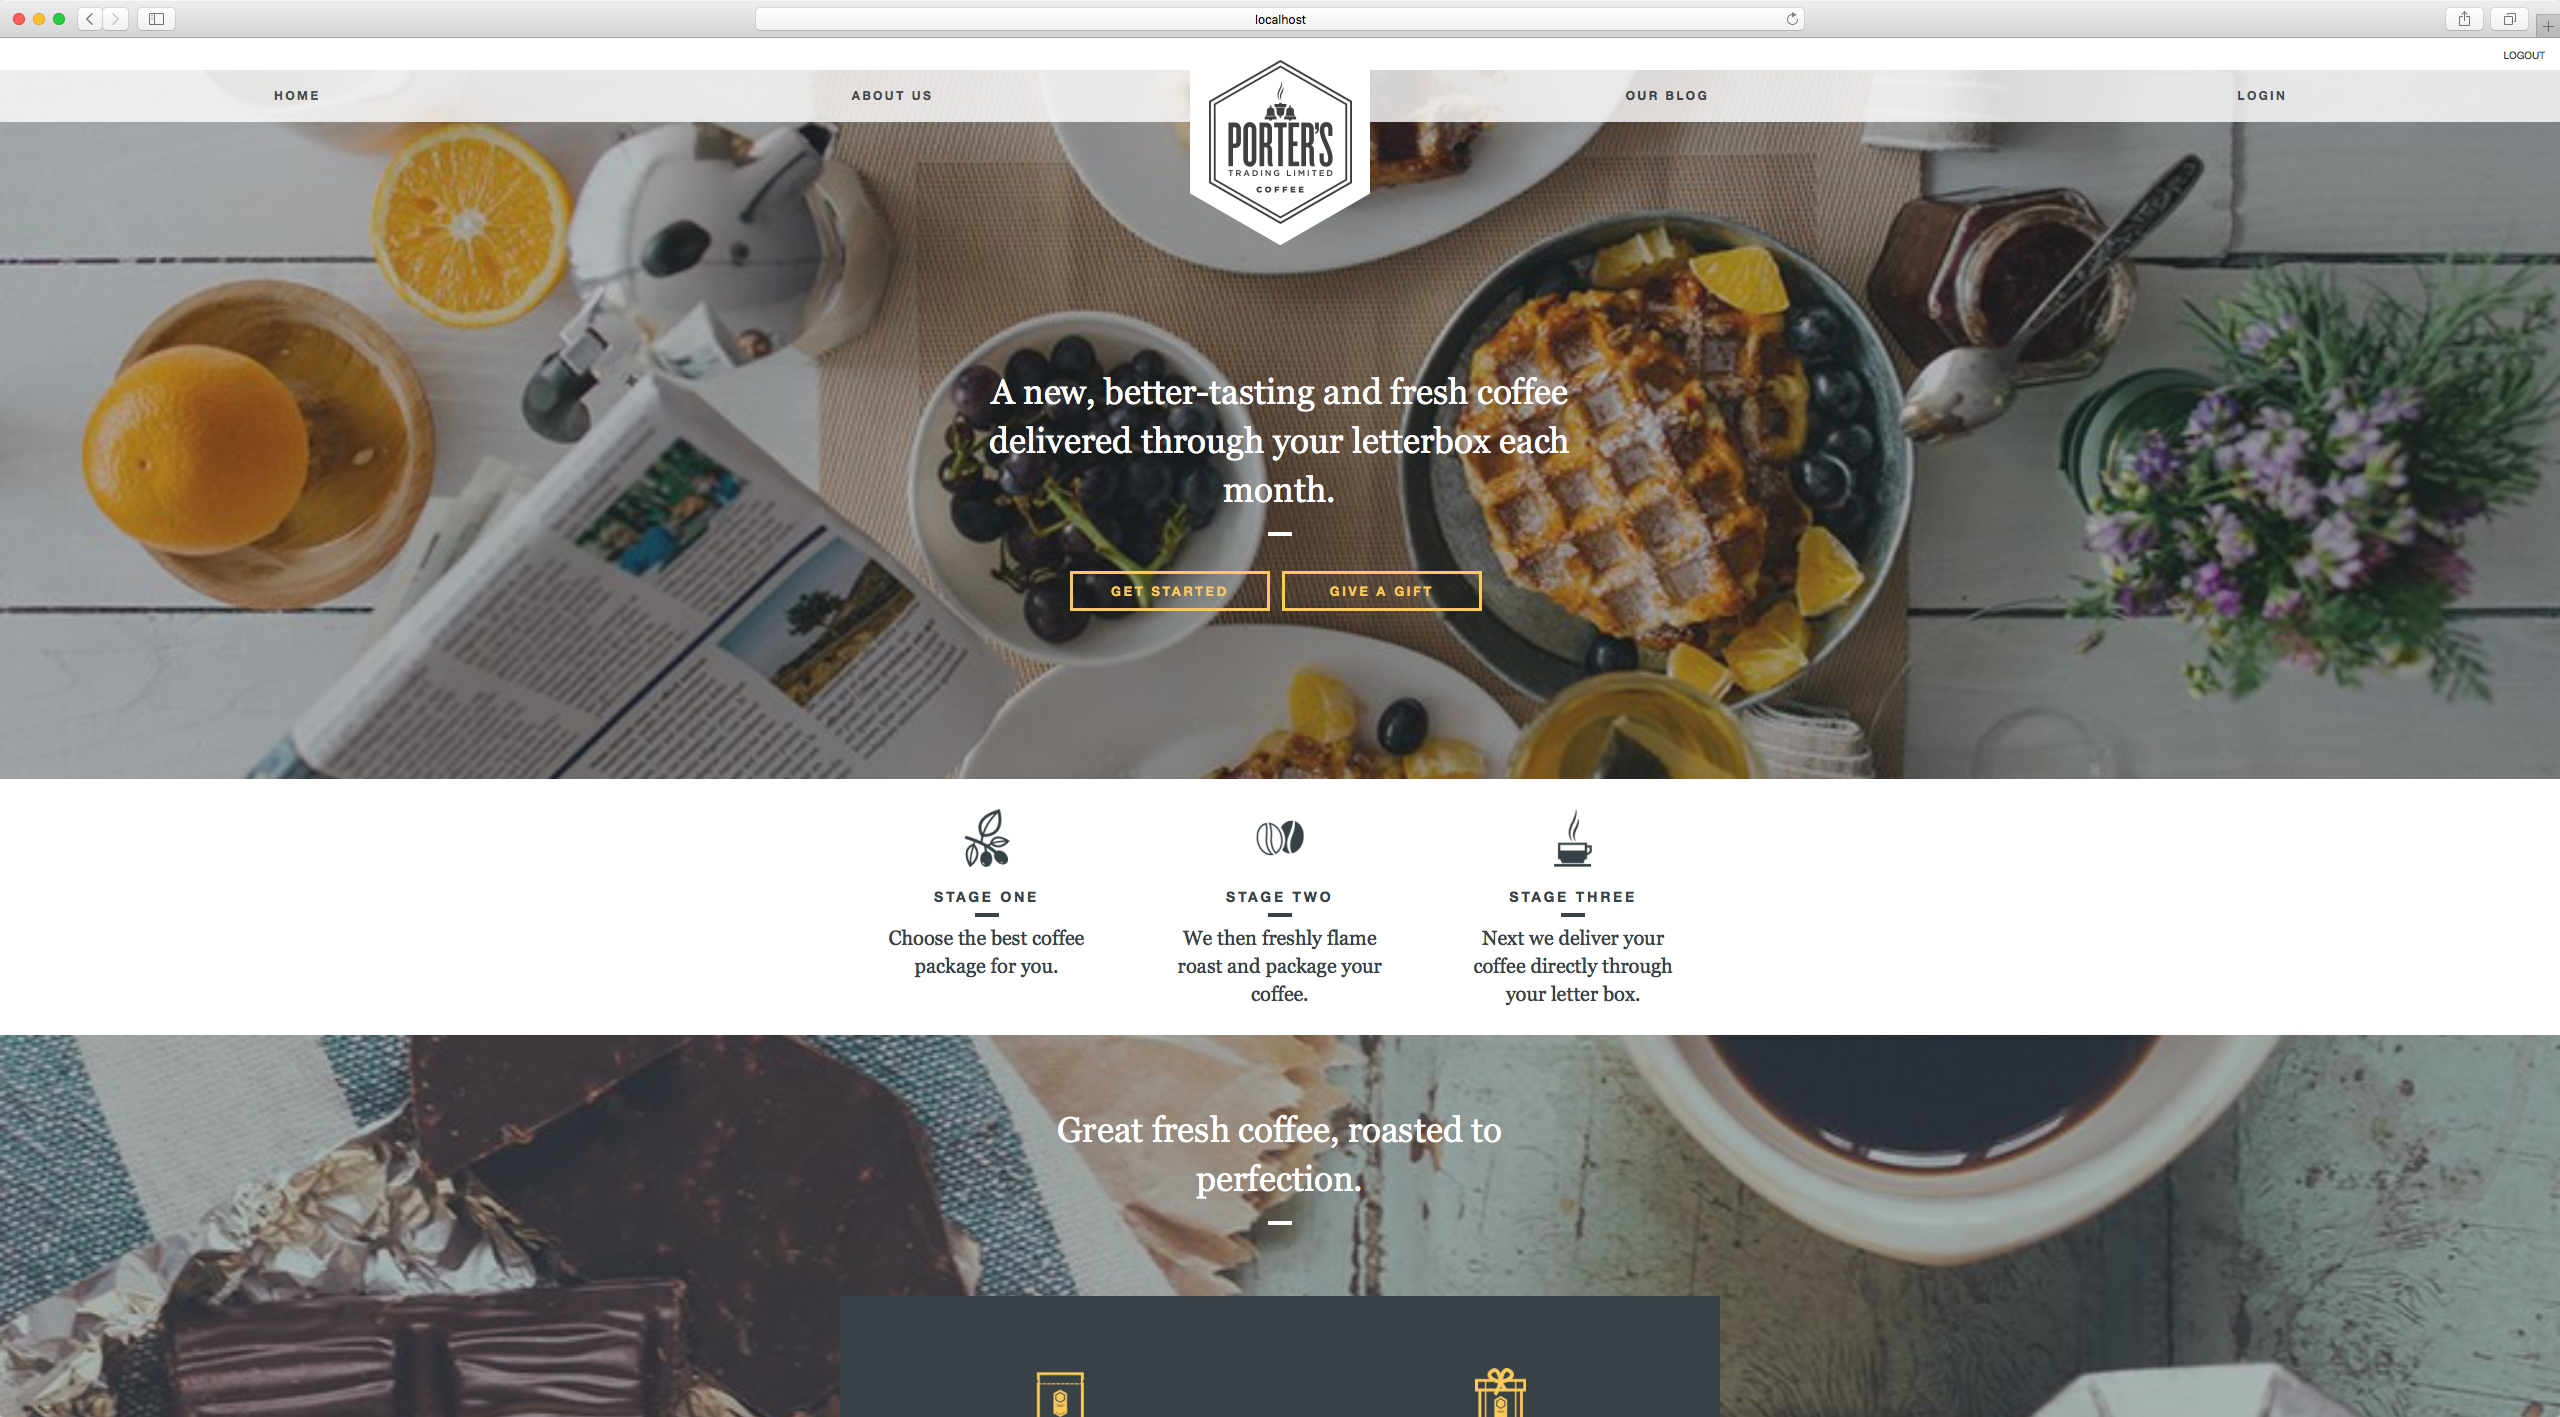 localhost
LOGOUT
HOME
ABOUT US
PORTER'S
TRADING LIMITED
COFFEE
OUR BLOG
LOGIN
A new, better-tasting and fresh coffee
delivered through your letterbox each
month.
GET STARTED
GIVE A GIFT
STAGE ONE
Choose the best coffee
package for you.
STAGE TWO
We then freshly flame
roast and package your
coffee.
STAGE THREE
Next we deliver your
coffee directly through
your letter box.
Great fresh coffee, roasted to
perfection.